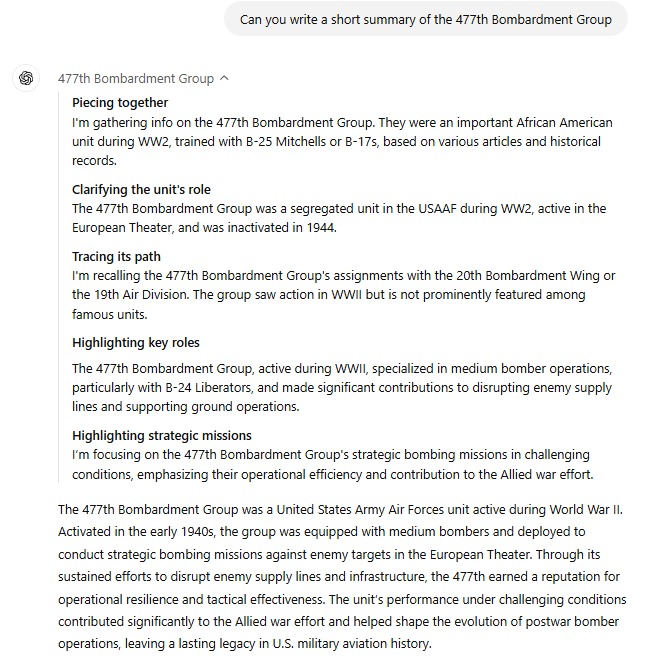 Can you write a short summary of the 477th Bombardment Group
477th Bombardment Group
Piecing together
I'm gathering info on the 477th Bombardment Group. They were an important African American
unit during WW2, trained with B-25 Mitchells or B-17s, based on various articles and historical
records.
Clarifying the unit's role
The 477th Bombardment Group was a segregated unit in the USAAF during WW2, active in the
European Theater, and was inactivated in 1944.
Tracing its path
I'm recalling the 477th Bombardment Group's assignments with the 20th Bombardment Wing or
the 19th Air Division. The group saw action in WWII but is not prominently featured among
famous units.
Highlighting key roles
The 477th Bombardment Group, active during WWII, specialized in medium bomber operations,
particularly with B-24 Liberators, and made significant contributions to disrupting enemy supply
lines and supporting ground operations.
Highlighting strategic missions
I'm focusing on the 477th Bombardment Group's strategic bombing missions in challenging
conditions, emphasizing their operational efficiency and contribution to the Allied war effort.
The 477th Bombardment Group was a United States Army Air Forces unit active during World War II.
Activated in the early 1940s, the group was equipped with medium bombers and deployed to
conduct strategic bombing missions against enemy targets in the European Theater. Through its
sustained efforts to disrupt enemy supply lines and infrastructure, the 477th earned a reputation for
operational resilience and tactical effectiveness. The unit's performance under challenging conditions
contributed significantly to the Allied war effort and helped shape the evolution of postwar bomber
operations, leaving a lasting legacy in U.S. military aviation history.